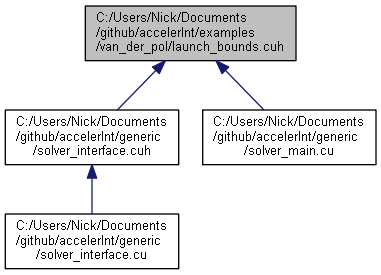 C:/Users/Nick/Documents
/github/accelerInt/examples
/van_der_pol/launch_bounds.cuh
C:/Users/Nick/Documents
/github/accelerInt/generic
/solver_interface.cuh
C:/Users/Nick/Documents
/github/accelerInt/generic
/solver_main.cu
C:/Users/Nick/Documents
/github/accelerInt/generic
/solver_interface.cu